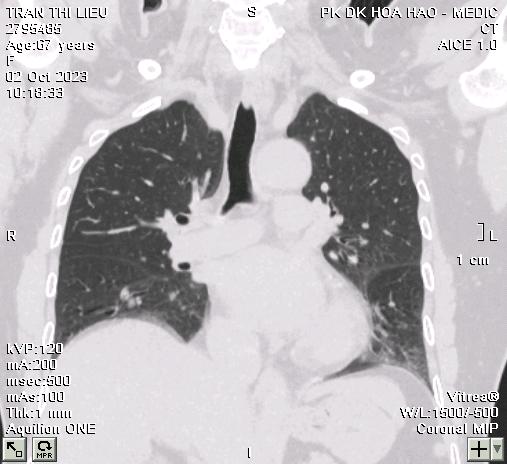 TRAN THI LIEU
2795485
Age:67 years
F
02 Oct 2023
10:18:33
S
PK DK HOA HAO - MEDIC
CT
AICE 1.0
R
L
1 cm
kVP:120
mA:200
msec:500
mAs:100
Thk:1 mm
Aquilion ONE
I
Vitrea®
W/L:1500/-500
Coronal MIP
MPR